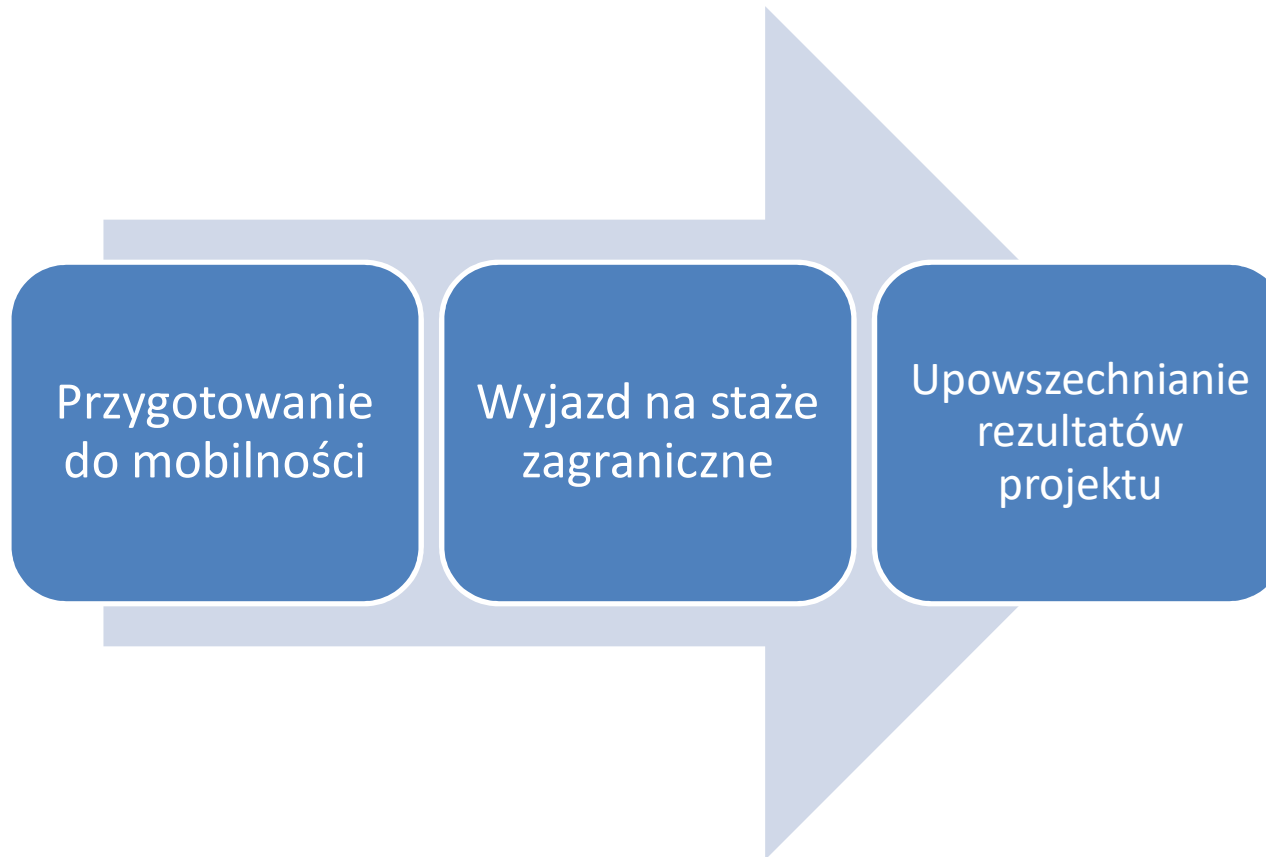 Przygotowanie
do mobilności
Wyjazd na staże
zagraniczne
Upowszechnianie
rezultatów
projektu